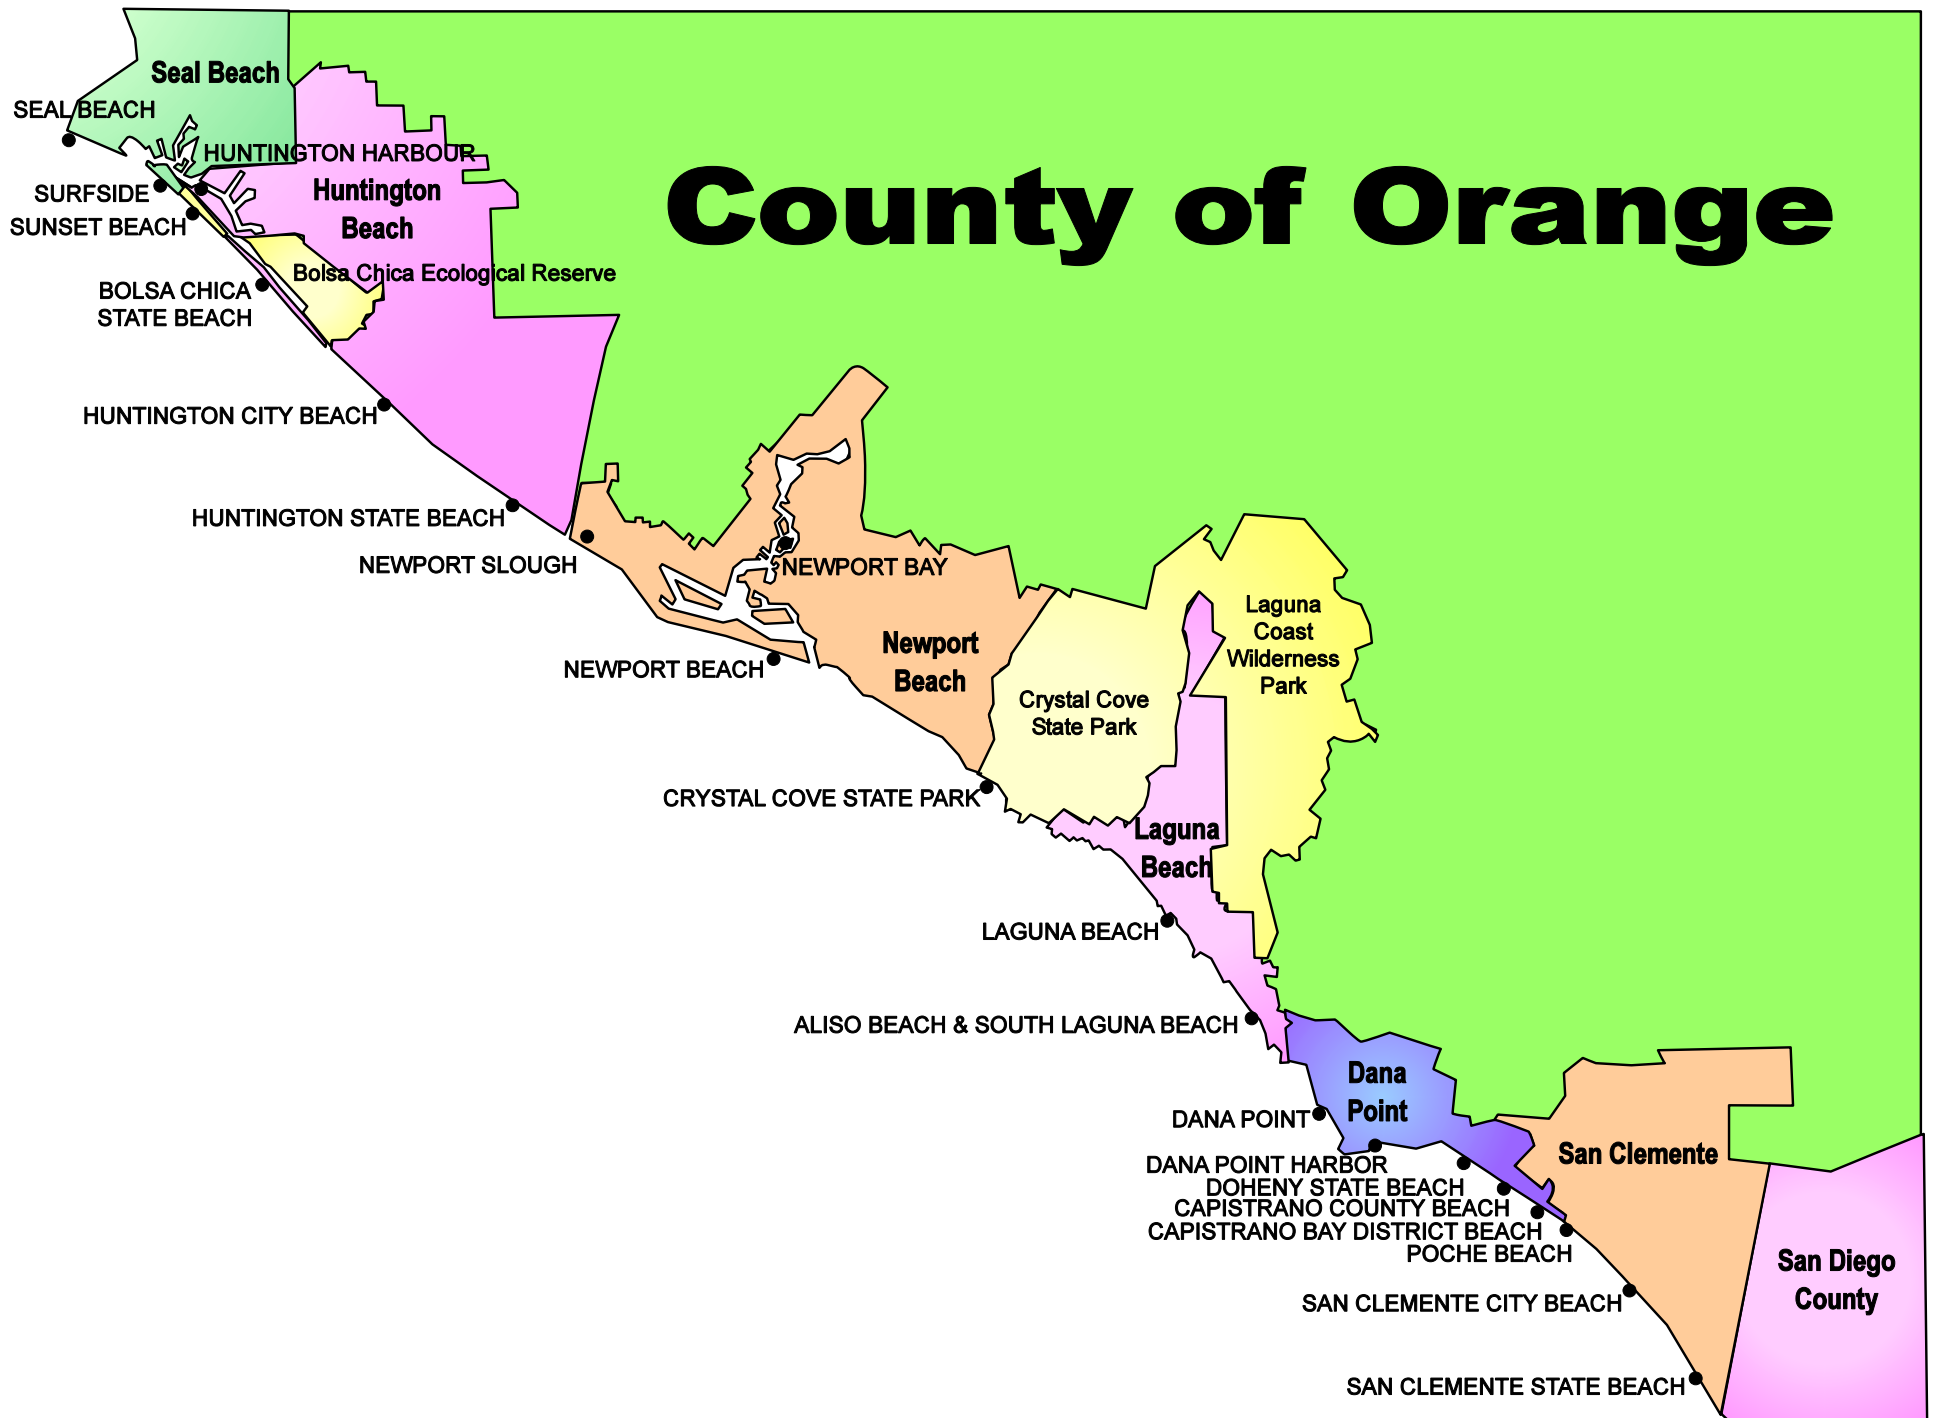 Seal Beach
SEAL BEACH
HUNTINGTON HARBOUR
County of Orange
SURFSIDE
Huntington
Beach
SUNSET BEACH
Bolsa Chica Ecological Reserve
BOLSA CHICA
STATE BEACH
HUNTINGTON CITY BEACH
HUNTINGTON STATE BEACH
NEWPORT SLOUGH
NEWPORT BAY
Laguna
Coast
Wilderness
Park
Newport
Beach
NEWPORT BEACH
Crystal Cove
State Park
CRYSTAL COVE STATE PARK
Laguna
Beach
LAGUNA BEACH
ALISO BEACH & SOUTH LAGUNA BEACH
Dana
Point
DANA POINT
San Clemente
DANA POINT HARBOR
DOHENY STATE BEACH
CAPISTRANO COUNTY BEACH
CAPISTRANO BAY DISTRICT BEACH
POCHE BEACH
San Diego
County
SAN CLEMENTE CITY BEACH
SAN CLEMENTE STATE BEACH